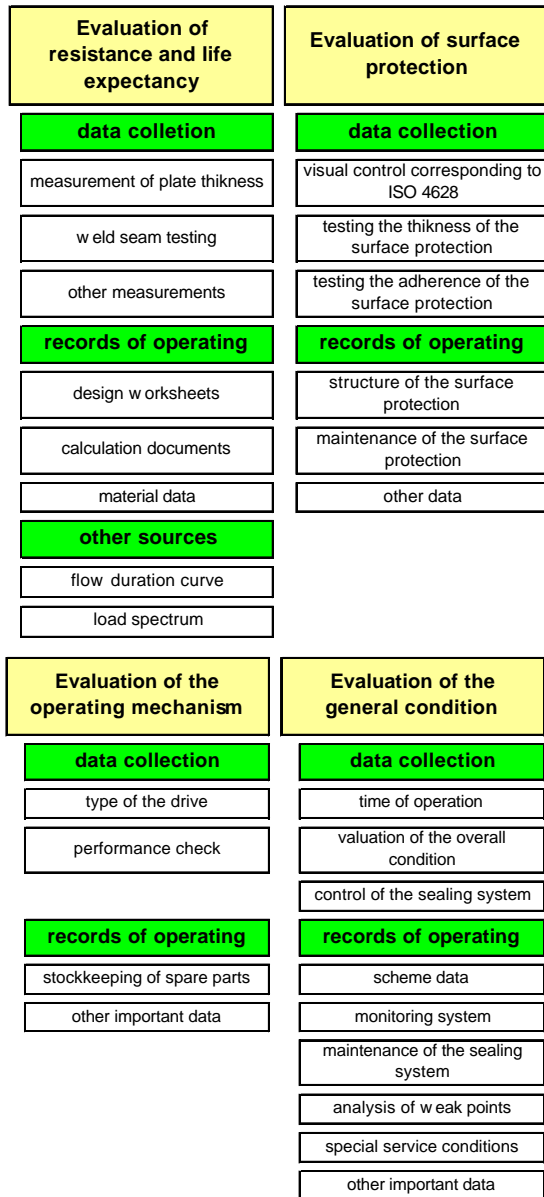 Evaluation of
resistance and life
expectancy
data colletion
measurement of plate thikness
weld seam testing
other measurements
records of operating
design worksheets
calculation documents
material data
other sources
flow duration curve
load spectrum
Evaluation of surface
protection
data collection
visual control corresponding to
ISO 4628
testing the thikness of the
surface protection
testing the adherence of the
surface protection
records of operating
structure of the surface
protection
maintenance of the surface
protection
other data
Evaluation of the
operating mechanism
data collection
type of the drive
performance check
records of operating
stockkeeping of spare parts
other important data
Evaluation of the
general condition
data collection
time of operation
valuation of the overall
condition
control of the sealing system
records of operating
scheme data
monitoring system
maintenance of the sealing
system
analysis of weak points
special service conditions
other important data